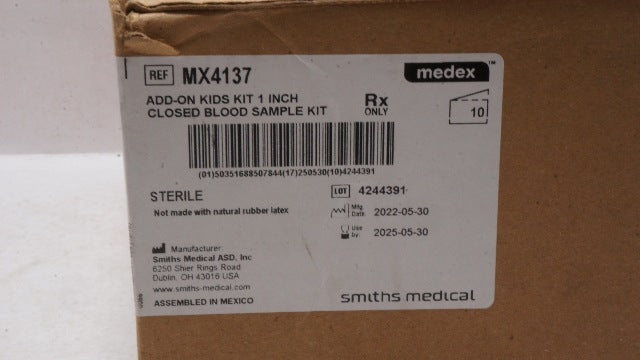 REF MX4137
medex™
ADD-ON KIDS KIT 1 INCH
CLOSED BLOOD SAMPLE KIT
Rx
ONLY
10
(01)50351688507844(17)250530(10)4244391
STERILE
LOT 4244391
Not made with natural rubber latex
Mfg.
Date: 2022-05-30
Use
by: 2025-05-30
Manufacturer
Smiths Medical ASD, Inc
6250 Shier Rings Road
Dublin, OH 43016 USA
www.smiths-medical.com
ASSEMBLED IN MEXICO
smiths medical